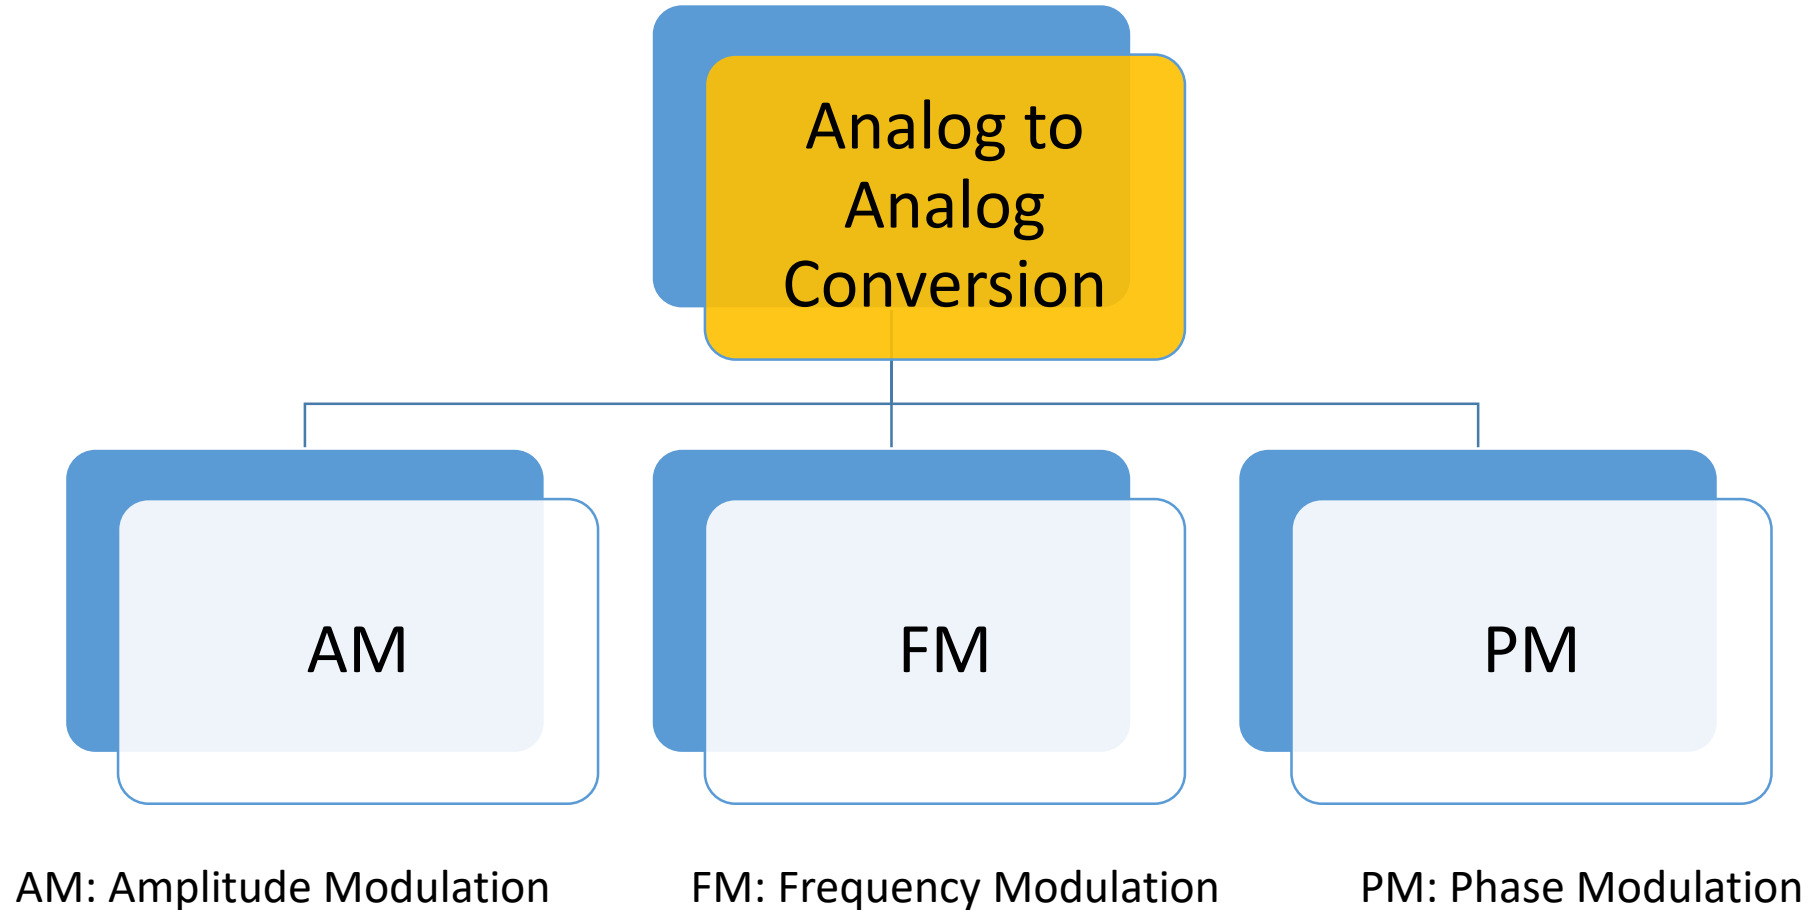 Analog to
Analog
Conversion
AM
FM
PM
AM: Amplitude Modulation
FM: Frequency Modulation
PM: Phase Modulation